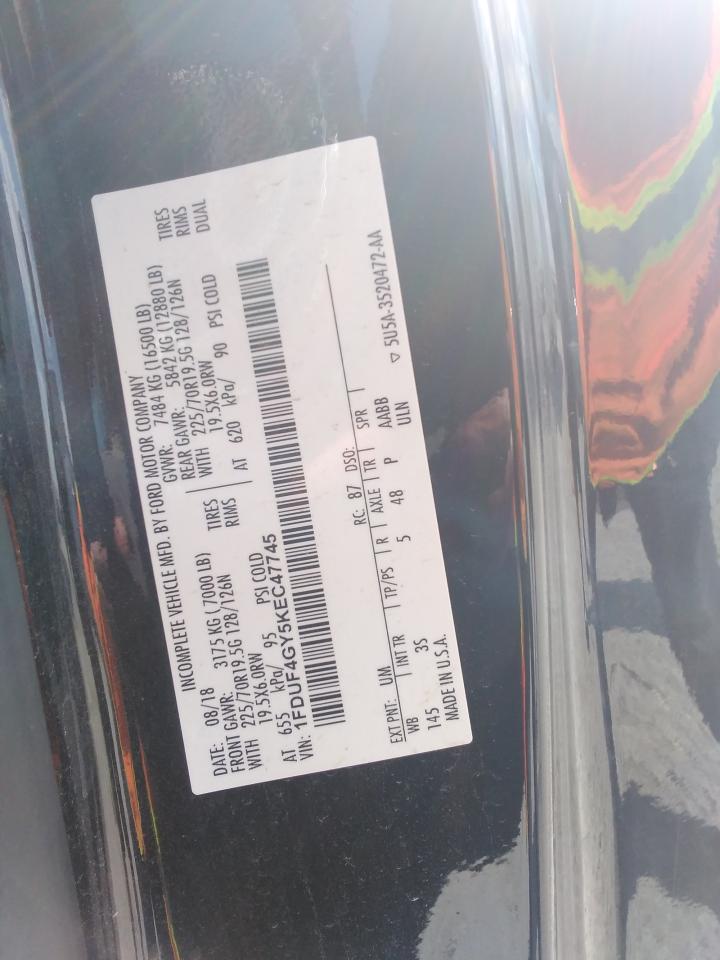 INCOMPLETE VEHICLE MFD. BY FORD MOTOR COMPANY
DATE: 08/18 GVWR: 7484 KG (16500 LB)
FRONT GAWR: 3175 KG (7000 LB) REAR GAWR: 5842 KG (12880 LB)
WITH 225/70R19.5G 128/126N TIRES WITH 225/70R19.5G 128/126N TIRES
19.5X6.0RW RIMS 19.5X6.0RW RIMS
AT 655 kPa/ 95 PSI COLD AT 620 kPa/ 90 PSI COLD DUAL
VIN: 1FDUF4GY5KEC47745
EXT PNT: UM RC: 87 DSO:
WB INT TR TP/PS R AXLE TR SPR
145 3S 5 48 P AABB
MADE IN U.S.A. ULN
▽ 5U5A-3520472-AA